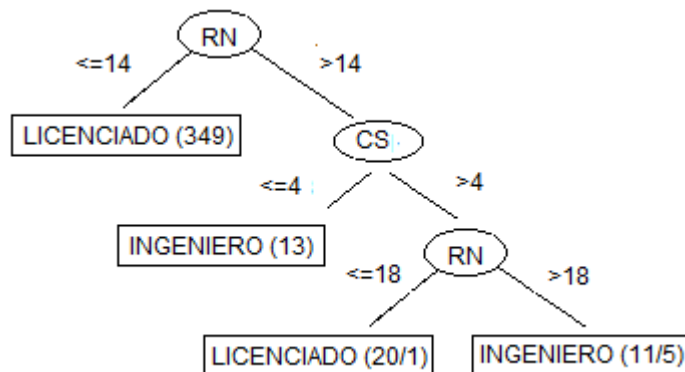 RN
<=14
>14
LICENCIADO (349)
CS
<=4
>4
INGENIERO (13)
RN
<=18
>18
LICENCIADO (20/1)
INGENIERO (11/5)